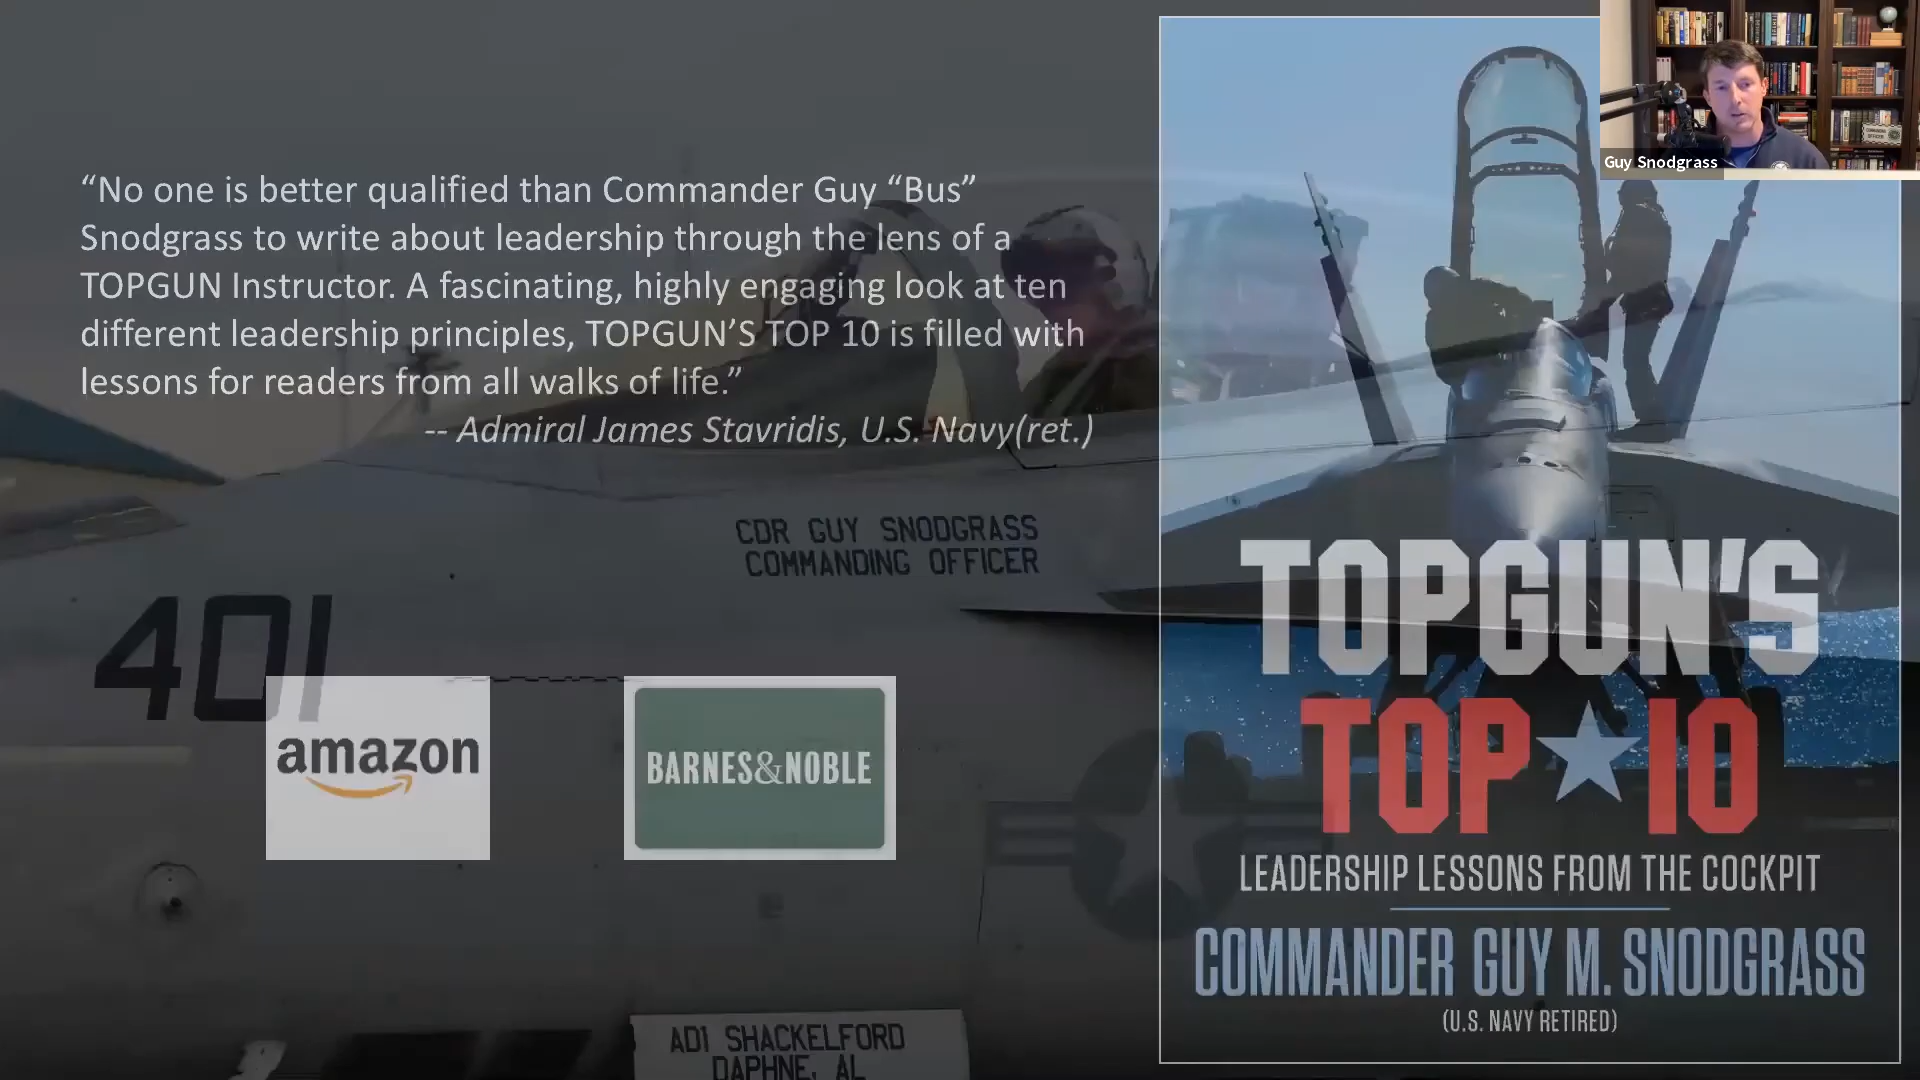 “No one is better qualified than Commander Guy “Bus”
Snodgrass to write about leadership through the lens of a
TOPGUN Instructor. A fascinating, highly engaging look at ten
different leadership principles, TOPGUN’S TOP 10 is filled with
lessons for readers from all walks of life.”
-- Admiral James Stavridis, U.S. Navy(ret.)
CDR GUY SNODGRASS
COMMANDING OFFICER
401
amazon
BARNES&NOBLE
AD1 SHACKELFORD
DAPHNE, AL
Guy Snodgrass
TOPGUN'S
TOP 10
LEADERSHIP LESSONS FROM THE COCKPIT
COMMANDER GUY M. SNODGRASS
(U.S. NAVY RETIRED)